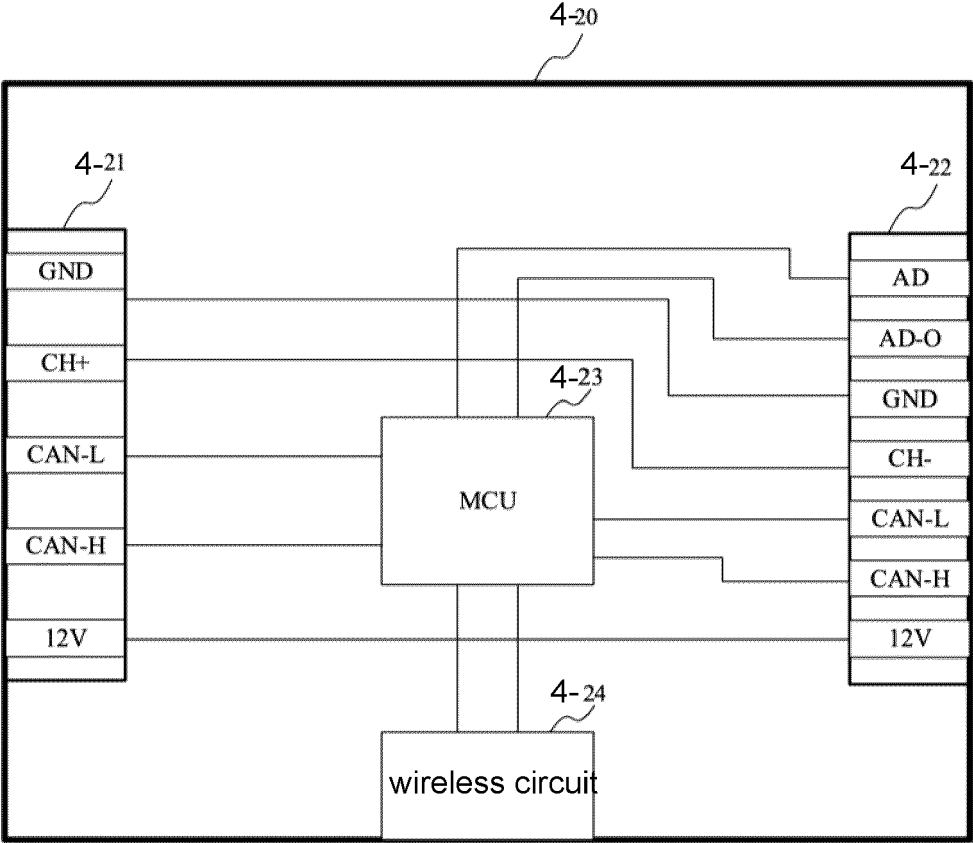 4-20
4-21
4-22
GND
AD
AD-O
CH+
4-23
GND
CAN-L
CH-
MCU
CAN-L
CAN-H
CAN-H
12V
12V
4-24
wireless circuit